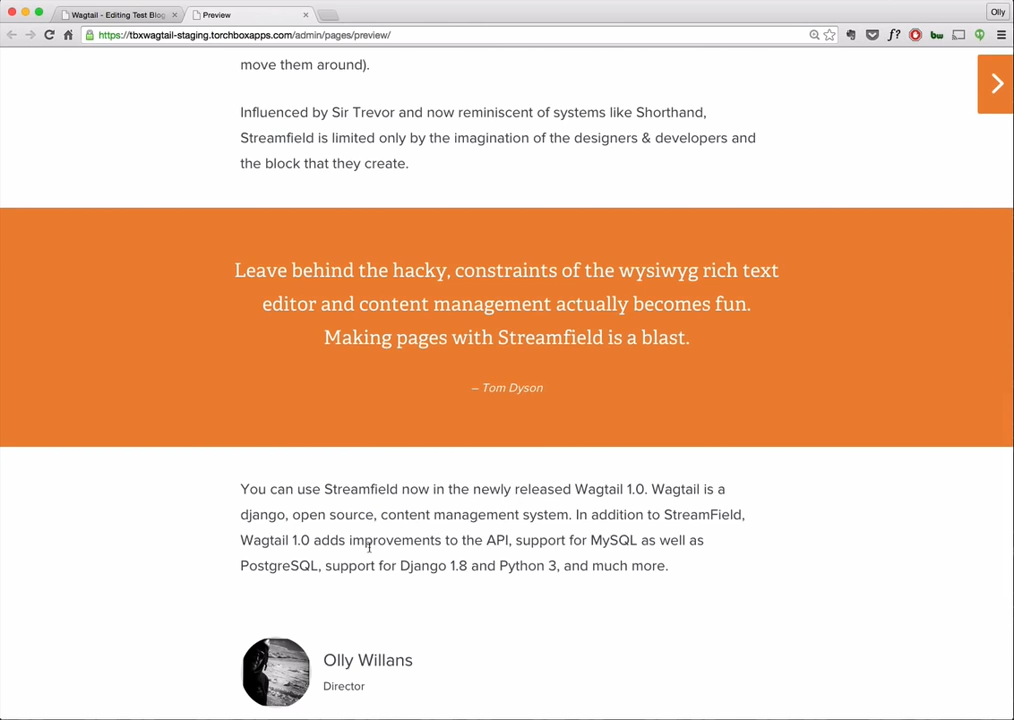 Wagtail - Editing Test Blog
Preview
Olly
https://tbxwagtail-staging.torchboxapps.com/admin/pages/preview/
f?
bw
move them around).
Influenced by Sir Trevor and now reminiscent of systems like Shorthand,
Streamfield is limited only by the imagination of the designers & developers and
the block that they create.
Leave behind the hacky, constraints of the wysiwyg rich text
editor and content management actually becomes fun.
Making pages with Streamfield is a blast.
– Tom Dyson
You can use Streamfield now in the newly released Wagtail 1.0. Wagtail is a
django, open source, content management system. In addition to StreamField,
Wagtail 1.0 adds improvements to the API, support for MySQL as well as
PostgreSQL, support for Django 1.8 and Python 3, and much more.
Olly Willans
Director